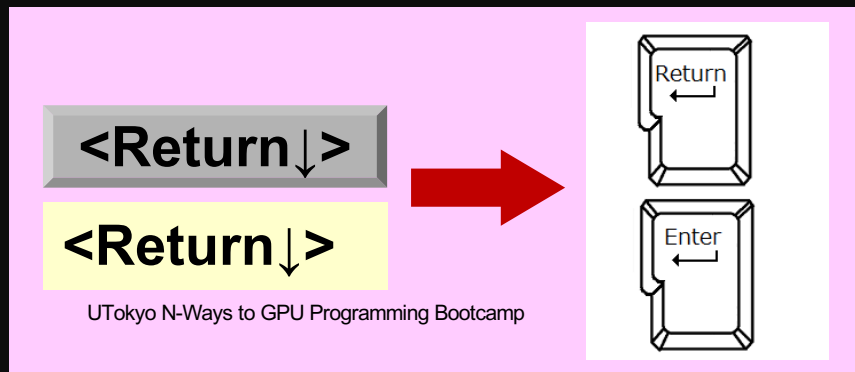 <Return↓>
<Return↓>
UTokyo N-Ways to GPU Programming Bootcamp
Return
Enter